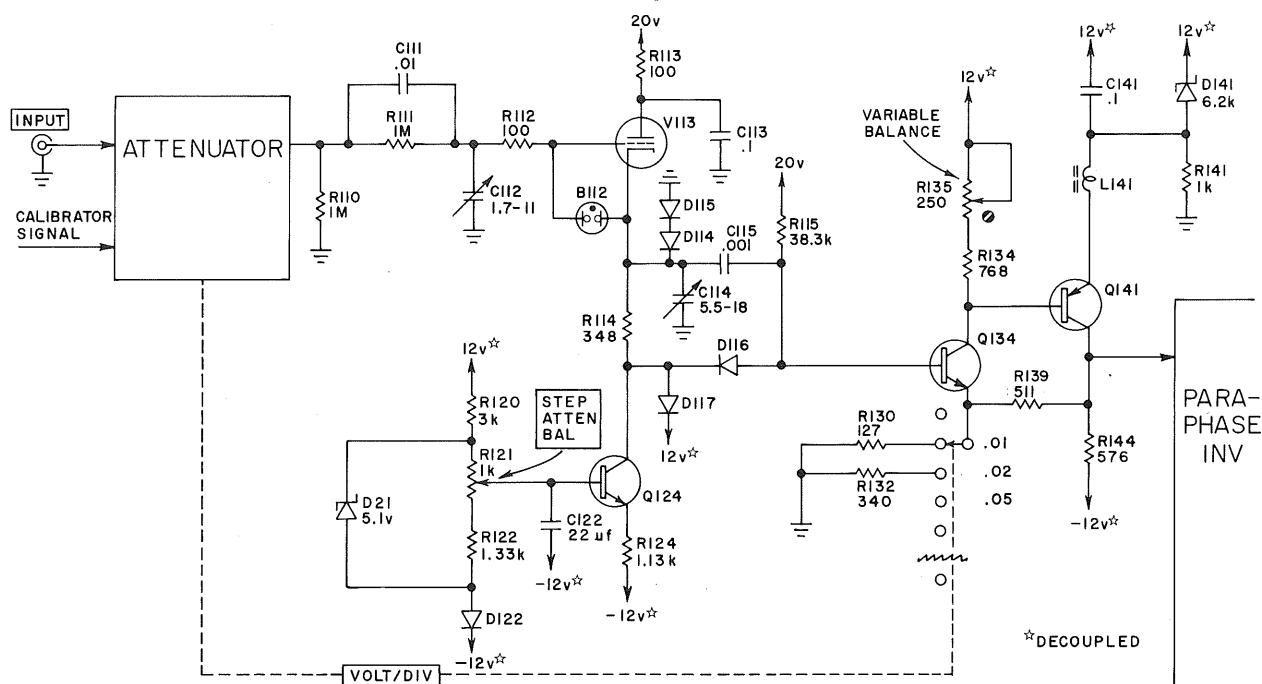 20v
R113
100
12v☆
12v☆
C111
.01
C141
.1
D141
6.2k
12v☆
INPUT
R111
1M
R112
100
V113
C113
.1
VARIABLE
BALANCE
ATTENUATOR
20v
R110
1M
C112
1.7-11
B112
D115
R135
250
L141
R141
1k
CALIBRATOR
SIGNAL
D114
C115
.001
R115
38.3k
R134
768
C114
5.5-18
Q141
R114
348
D116
Q134
12v☆
R120
3k
STEP
ATTEN
BAL
D117
R139
511
PARA-
PHASE
INV
R130
127
.01
R121
1k
12v☆
R144
576
.02
R132
340
D21
5.1v
Q124
.05
C122
22 µf
-12v☆
R122
1.33k
R124
1.13k
-12v☆
-12v☆
D122
☆DECOUPLED
-12v☆
VOLT/DIV